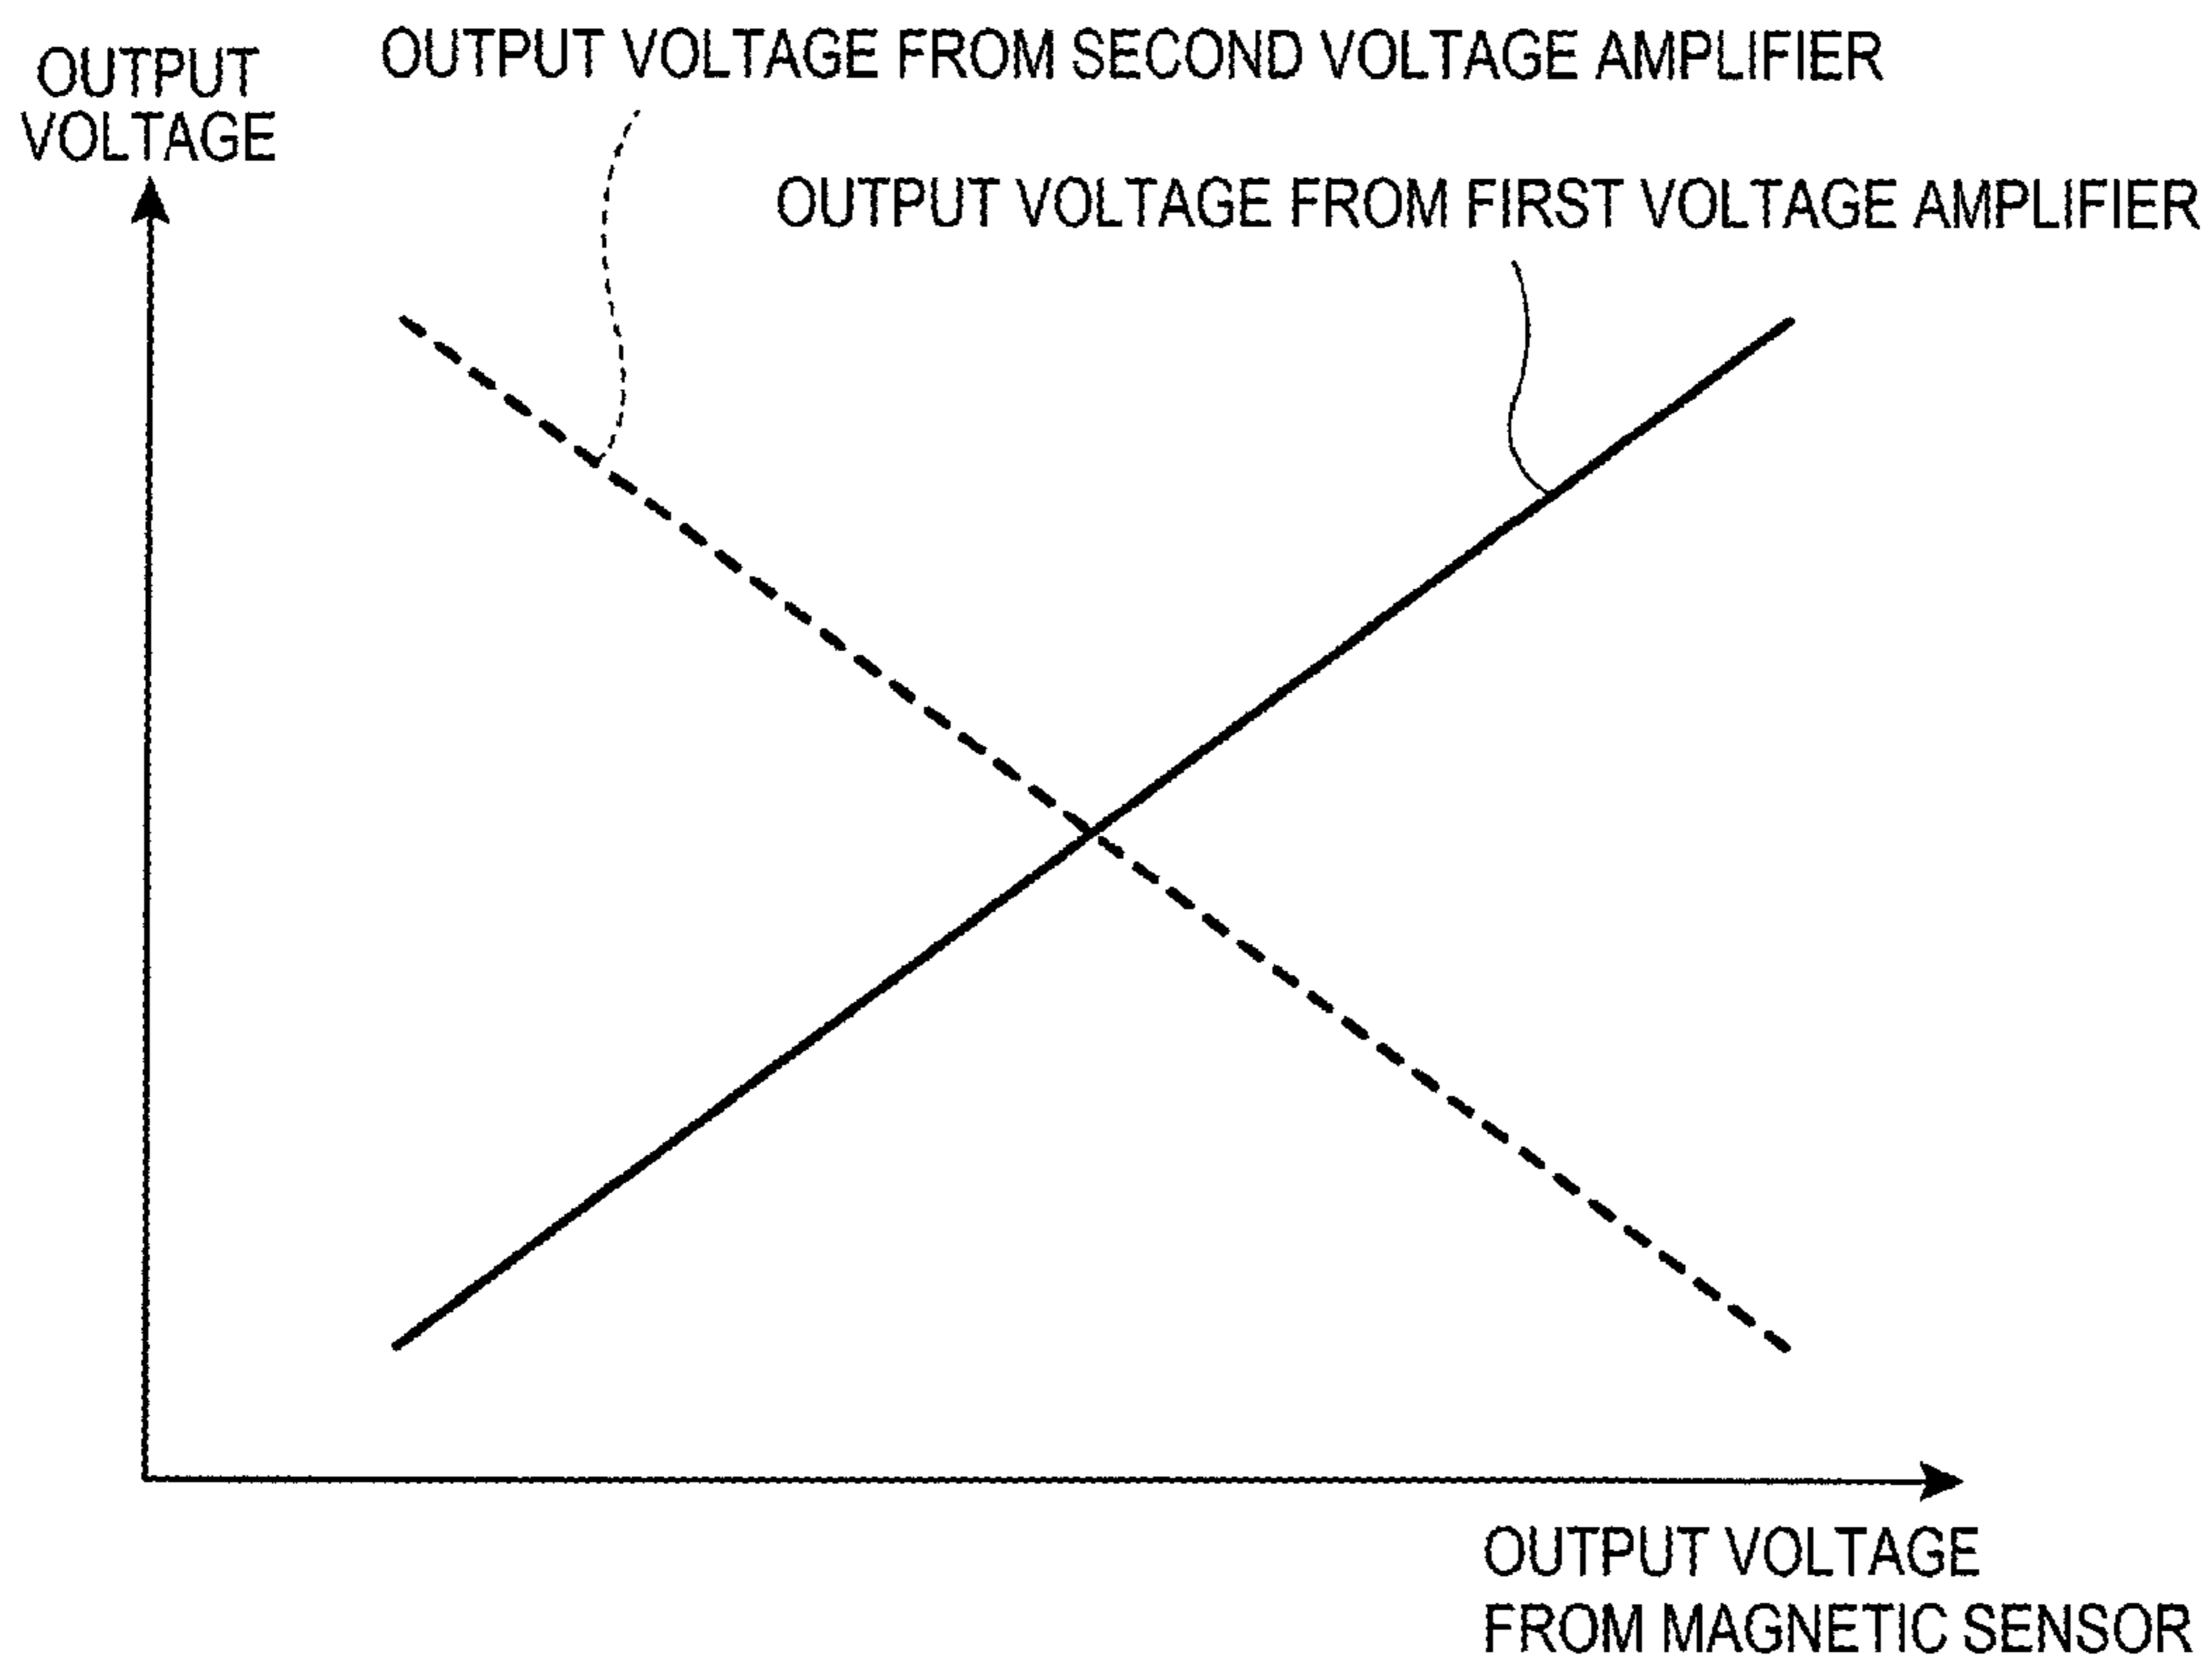 OUTPUT
VOLTAGE
OUTPUT VOLTAGE FROM SECOND VOLTAGE AMPLIFIER
OUTPUT VOLTAGE FROM FIRST VOLTAGE AMPLIFIER
OUTPUT VOLTAGE
FROM MAGNETIC SENSOR